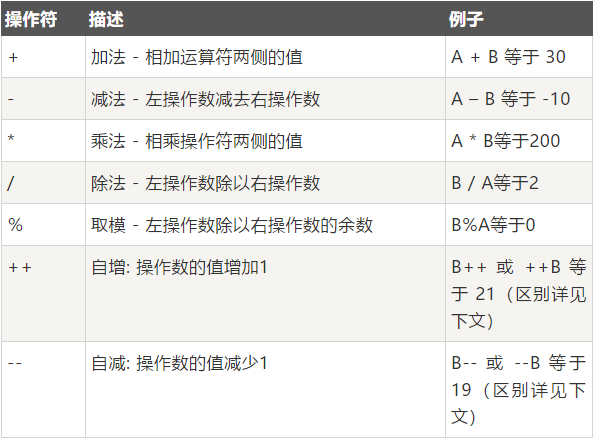 操作符 描述 例子
+ 加法 - 相加运算符两侧的值 A + B 等于 30
- 减法 - 左操作数减去右操作数 A – B 等于 -10
* 乘法 - 相乘操作符两侧的值 A * B等于200
/ 除法 - 左操作数除以右操作数 B / A等于2
% 取模 - 左操作数除以右操作数的余数 B%A等于0
++ 自增: 操作数的值增加1 B++ 或 ++B 等
于 21（区别详见
下文）
-- 自减: 操作数的值减少1 B-- 或 --B 等于
19（区别详见下
文）